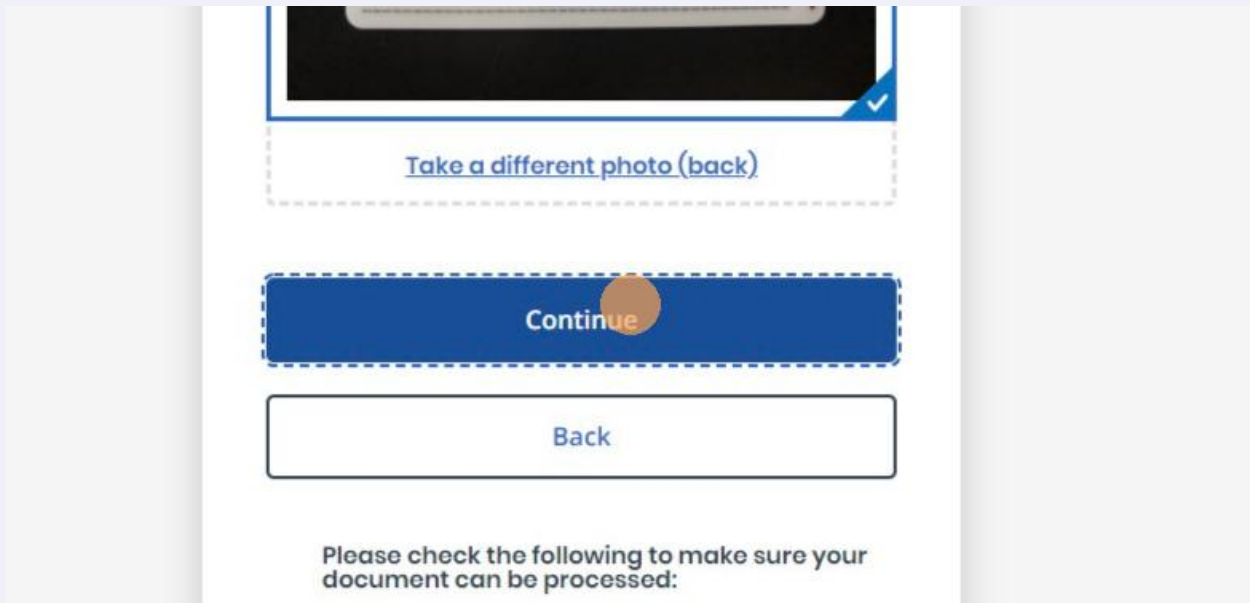 Take a different photo (back)
Continue
Back
Please check the following to make sure your
document can be processed: